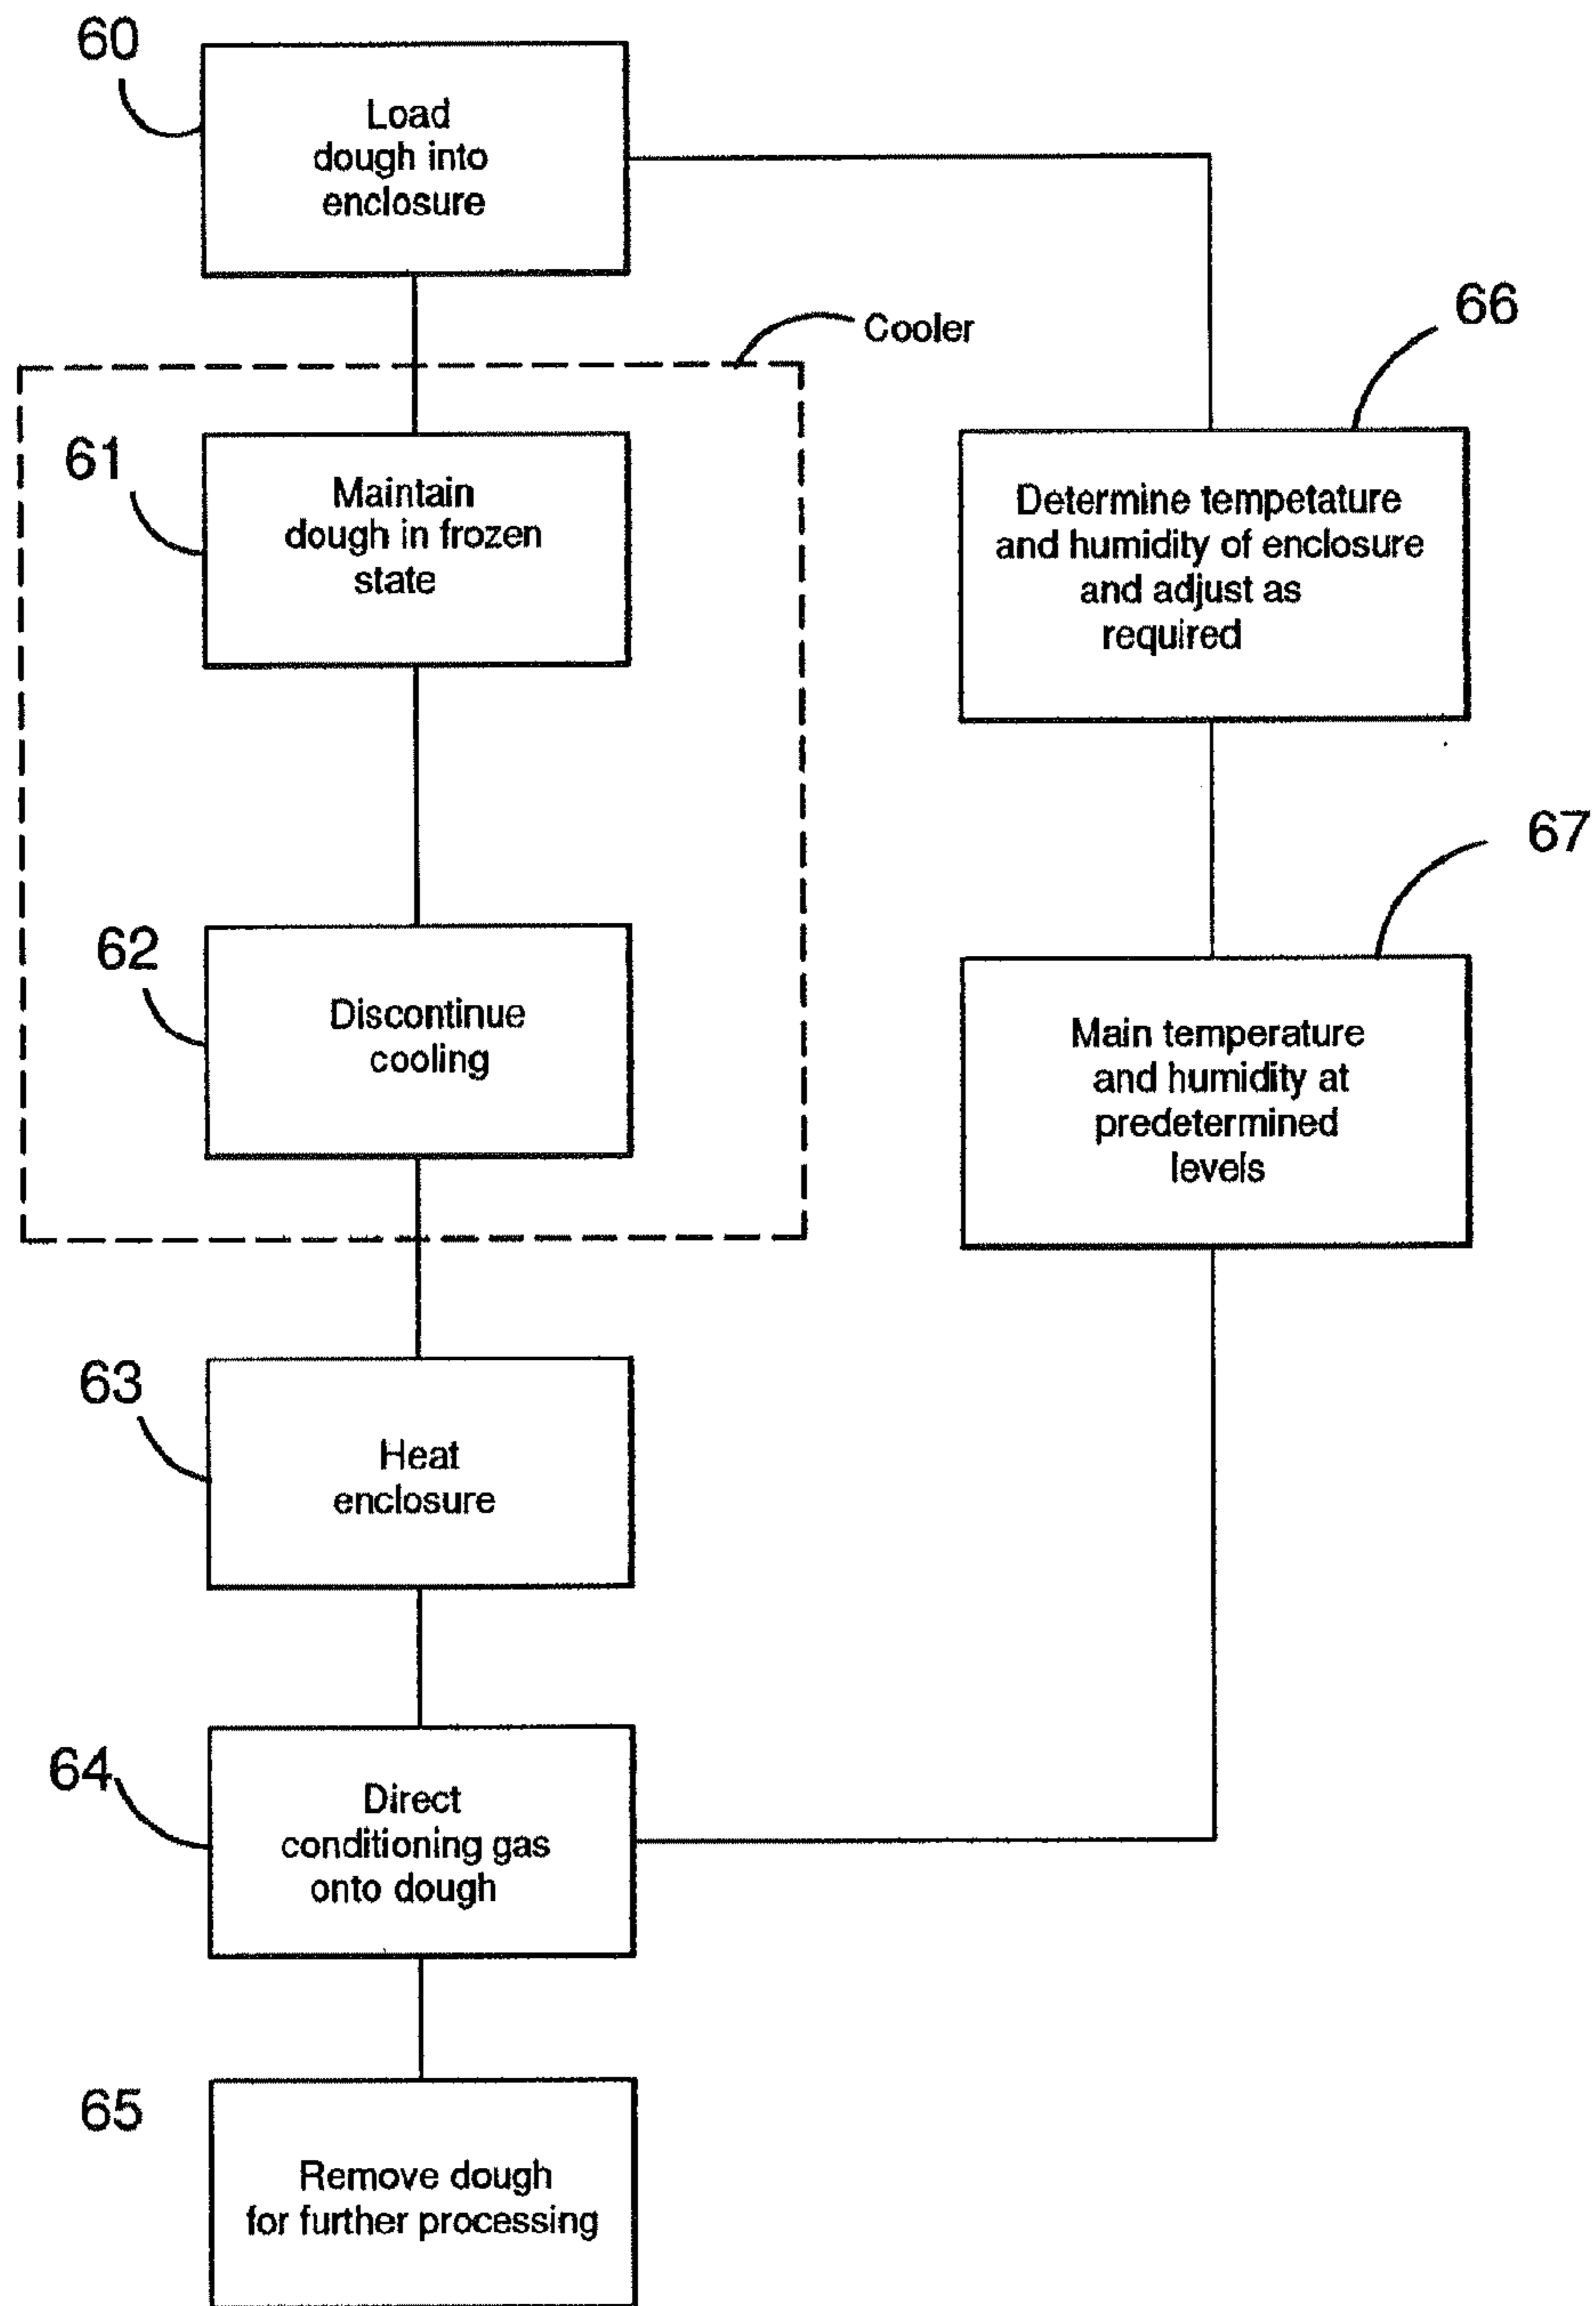 60
Load
dough into
enclosure
Cooler
61
Maintain
dough in frozen
state
62
Discontinue
cooling
63
Heat
enclosure
64
Direct
conditioning gas
onto dough
65
Remove dough
for further processing
66
Determine tempetature
and humidity of enclosure
and adjust as
required
67
Main temperature
and humidity at
predetermined
levels